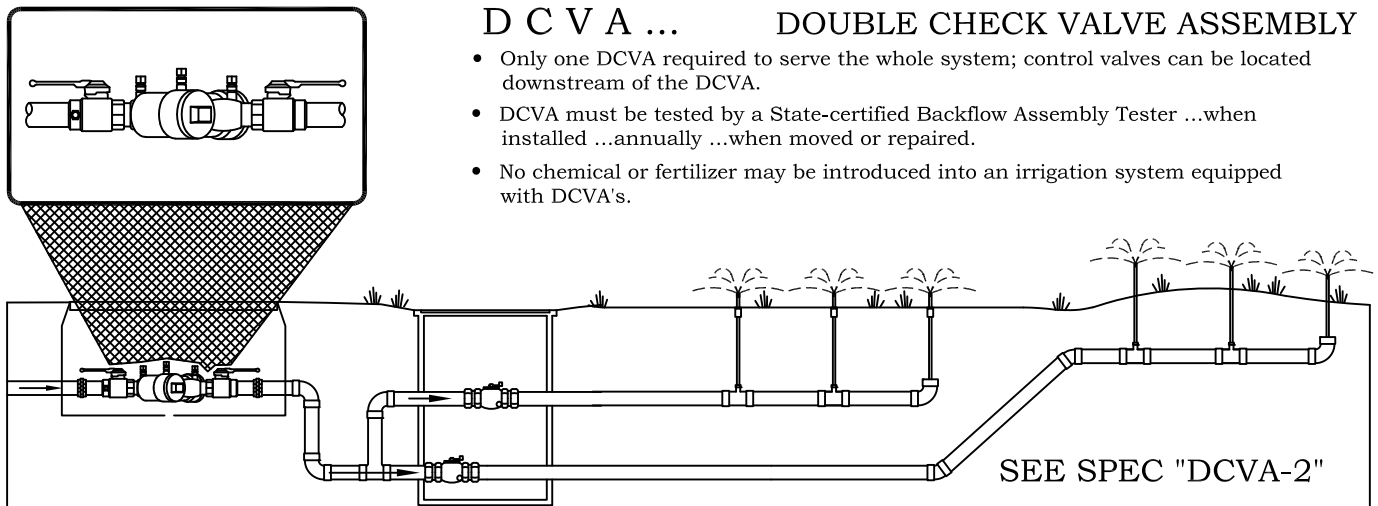 D C V A ... DOUBLE CHECK VALVE ASSEMBLY
• Only one DCVA required to serve the whole system; control valves can be located
downstream of the DCVA.
• DCVA must be tested by a State-certified Backflow Assembly Tester ...when
installed ...annually ...when moved or repaired.
• No chemical or fertilizer may be introduced into an irrigation system equipped
with DCVA's.
SEE SPEC "DCVA-2"